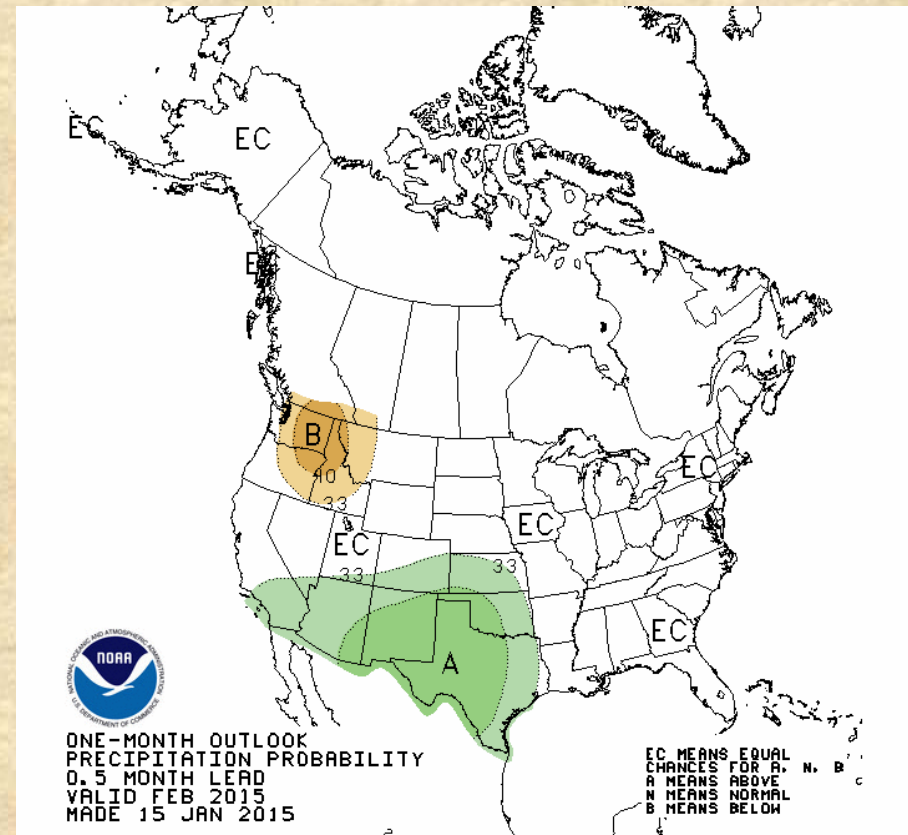 EC
EC
E
B
40
33
EC
EC
EC
33
33
EC
A
NATIONAL OCEANIC AND ATMOSPHERIC ADMINISTRATION
NOAA
U.S. DEPARTMENT OF COMMERCE
ONE-MONTH OUTLOOK
PRECIPITATION PROBABILITY
0.5 MONTH LEAD
VALID FEB 2015
MADE 15 JAN 2015
EC MEANS EQUAL
CHANCES FOR A, N, B
A MEANS ABOVE
N MEANS NORMAL
B MEANS BELOW